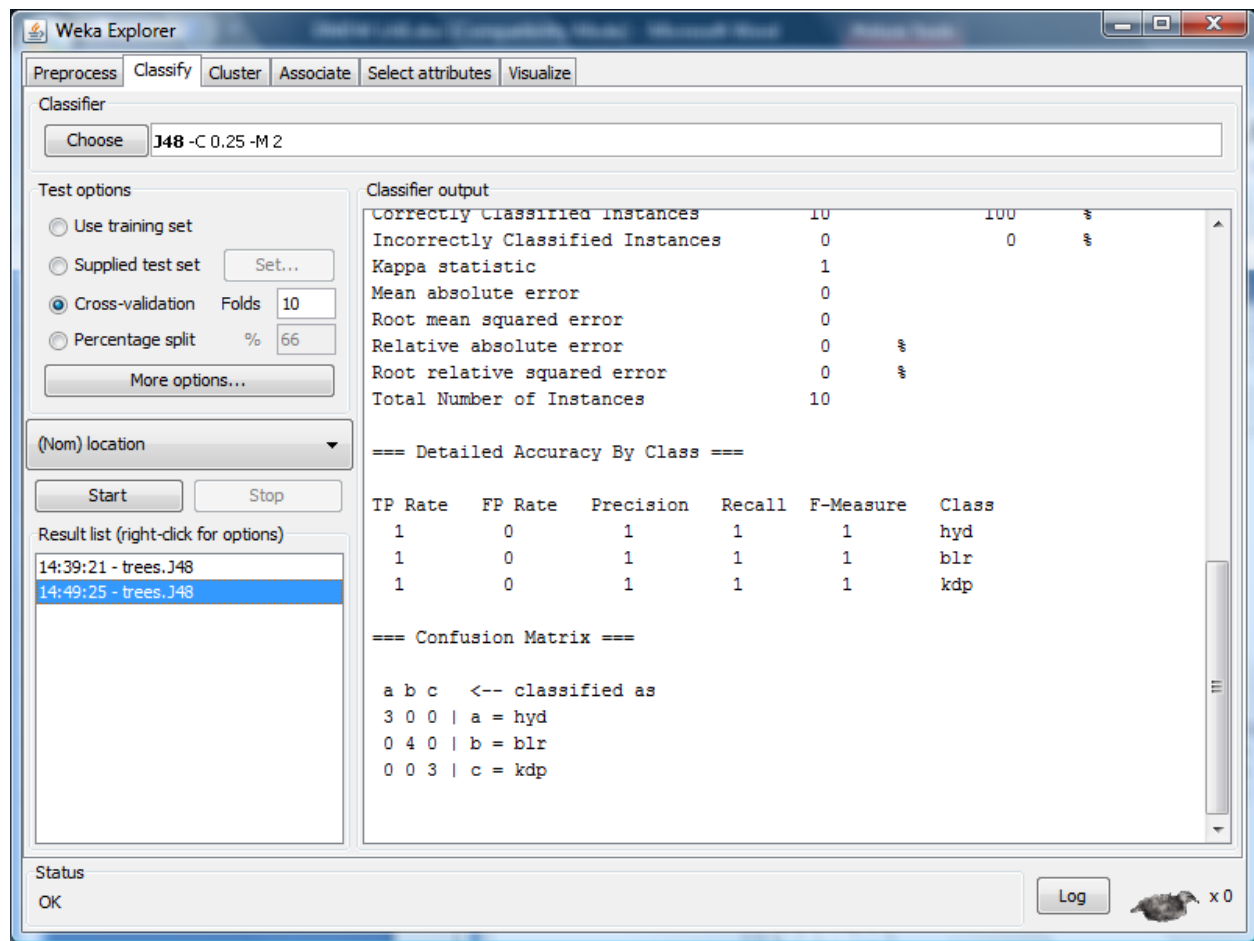 Weka Explorer
Preprocess Classify Cluster Associate Select attributes Visualize
Classifier
Choose J48 -C 0.25 -M 2
Test options
Use training set
Supplied test set Set...
Cross-validation Folds 10
Percentage split % 66
More options...
(Nom) location
Start Stop
Result list (right-click for options)
14:39:21 - trees.J48
14:49:25 - trees.J48
Classifier output
Correctly Classified Instances 10 100 %
Incorrectly Classified Instances 0 0 %
Kappa statistic 1
Mean absolute error 0
Root mean squared error 0
Relative absolute error 0 %
Root relative squared error 0 %
Total Number of Instances 10
=== Detailed Accuracy By Class ===
TP Rate FP Rate Precision Recall F-Measure Class
1 0 1 1 1 hyd
1 0 1 1 1 blr
1 0 1 1 1 kdp
=== Confusion Matrix ===
a b c <-- classified as
3 0 0 | a = hyd
0 4 0 | b = blr
0 0 3 | c = kdp
Status
OK
Log x 0